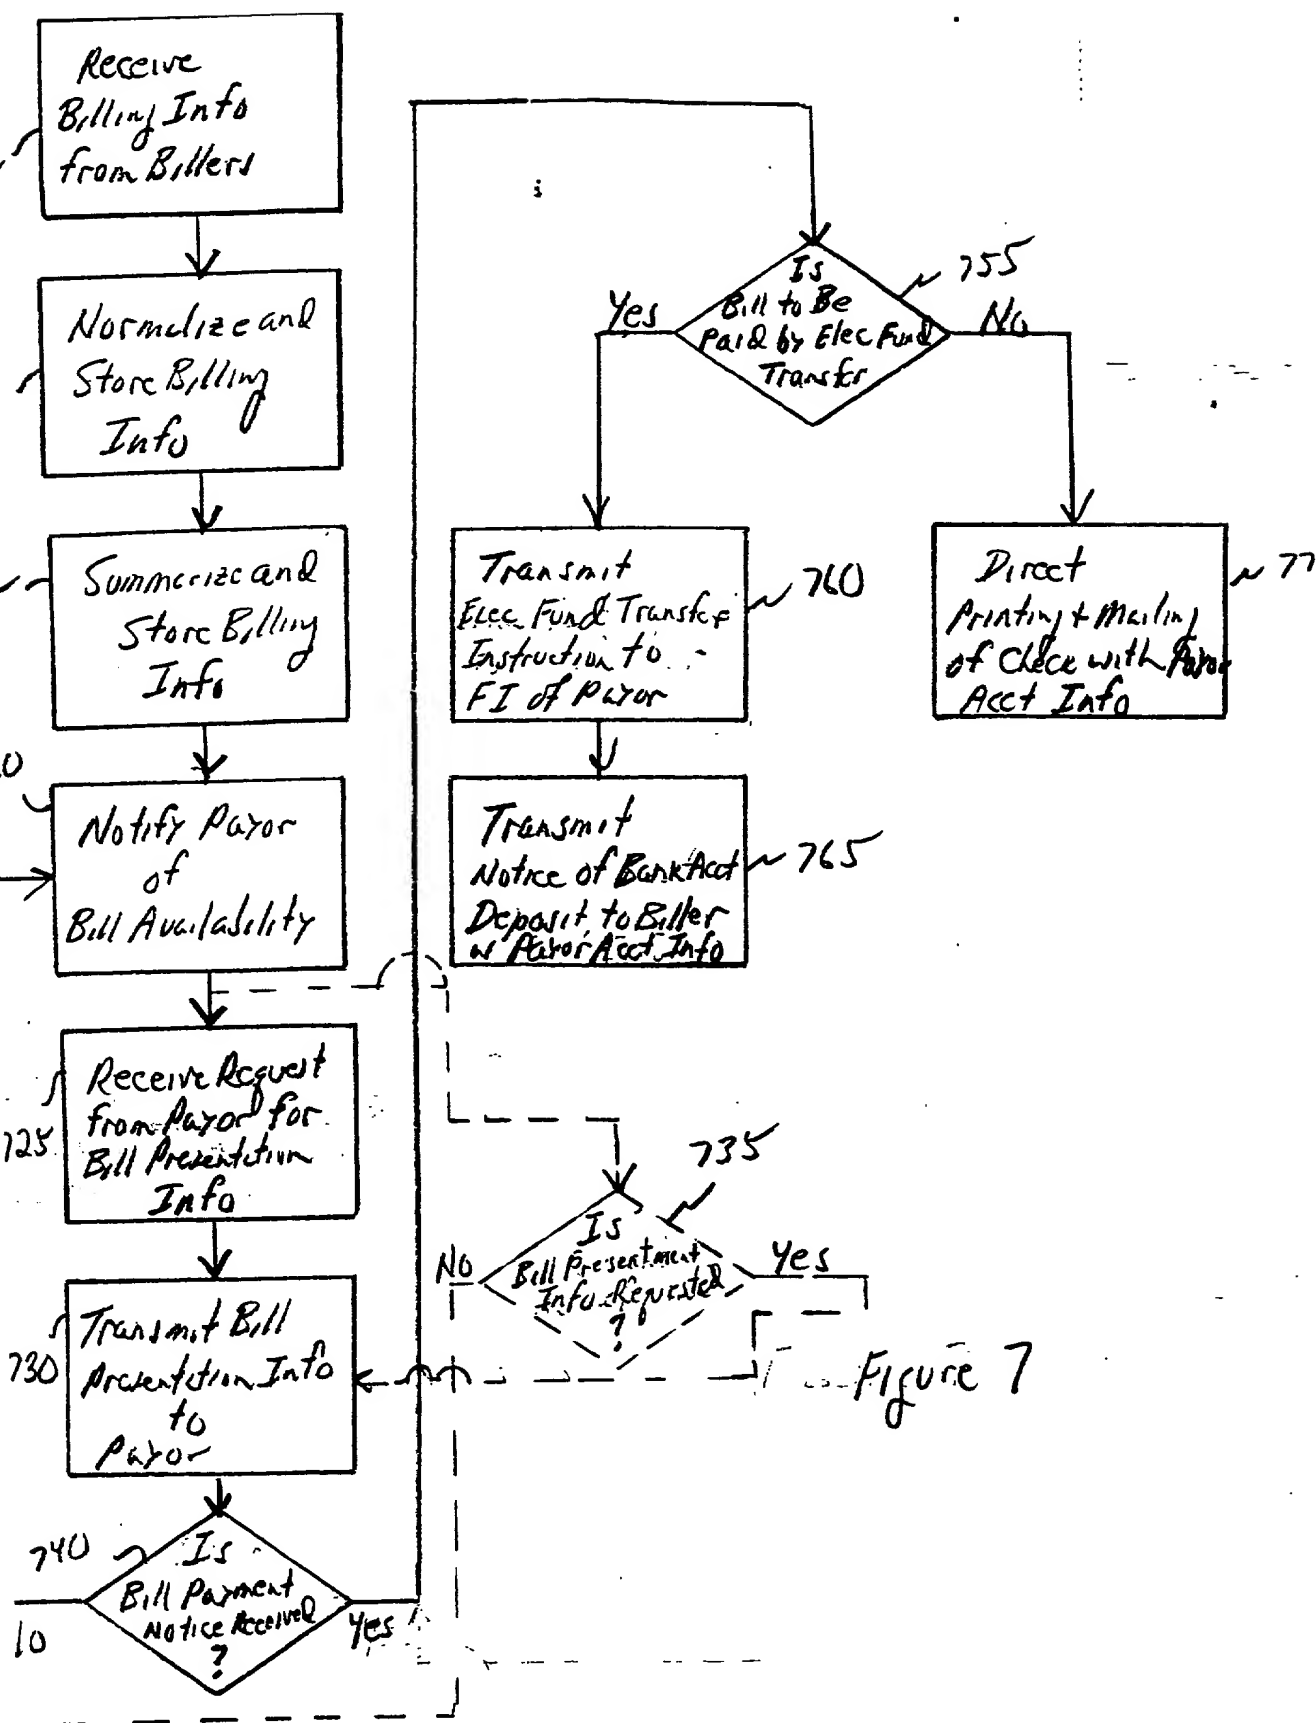 Receive
Billing Info
from Billers
Normalize and
Store Billing
Info
Summarize and
Store Billing
Info
Notify Payor
of
Bill Availability
725
Receive Request
from Payor for
Bill Presentation
Info
730
Transmit Bill
Presentation Info
to
Payor
740
Is
Bill Payment
Notice Received
?
Yes
755
Is
Bill to Be
Paid by Elec Fund
Transfer
Yes
No
760
Transmit
Elec Fund Transfer
Instruction to
FI of Payor
765
Transmit
Notice of Bank Acct
Deposit to Biller
w Payor Acct Info
77
Direct
Printing + Mailing
of Check with Payor
Acct Info
735
Is
Bill Presentment
Info Requested
?
No
Yes
Figure 7